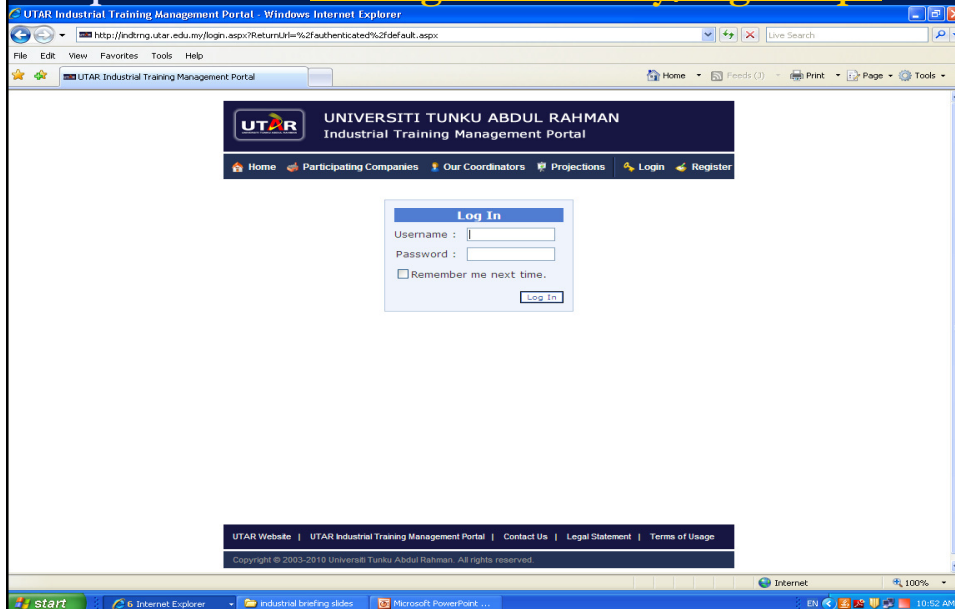 UTAR Industrial Training Management Portal - Windows Internet Explorer
http://indtrng.utar.edu.my/login.aspx?ReturnUrl=%2fauthenticated%2fdefault.aspx
Live Search
File Edit View Favorites Tools Help
UTAR Industrial Training Management Portal
Home Feeds (J) Print Page Tools
UTAR
UNIVERSITI TUNKU ABDUL RAHMAN
Industrial Training Management Portal
Home Participating Companies Our Coordinators Projections Login Register
Log In
Username :
Password :
Remember me next time.
Log In
UTAR Website | UTAR Industrial Training Management Portal | Contact Us | Legal Statement | Terms of Usage
Copyright © 2003-2010 Universiti Tunku Abdul Rahman. All rights reserved.
Internet 100%
start 6 Internet Explorer industrial briefing slides Microsoft PowerPoint ... EN 10:52 AM